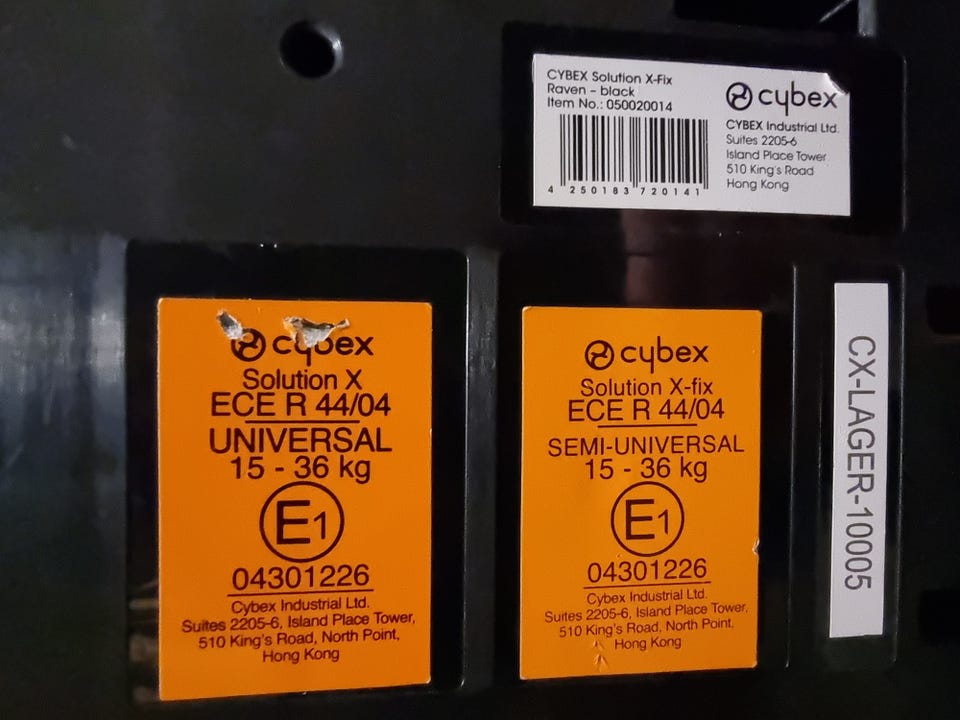 CYBEX Solution X-Fix
Raven - black
Item No.: 050020014
4 250183 720141
cybex
CYBEX Industrial Ltd.
Suites 2205-6
Island Place Tower
510 King's Road
Hong Kong
cybex
Solution X
ECE R 44/04
UNIVERSAL
15 - 36 kg
E1
04301226
Cybex Industrial Ltd.
Suites 2205-6, Island Place Tower,
510 King's Road, North Point,
Hong Kong
cybex
Solution X-fix
ECE R 44/04
SEMI-UNIVERSAL
15 - 36 kg
E1
04301226
Cybex Industrial Ltd.
Suites 2205-6, Island Place Tower,
510 King's Road, North Point,
Hong Kong
CX-LAGER-10005